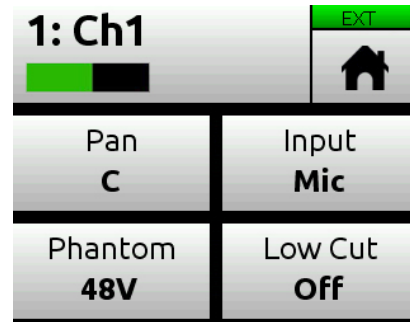 1: Ch1
EXT
Pan
C
Input
Mic
Phantom
48V
Low Cut
Off